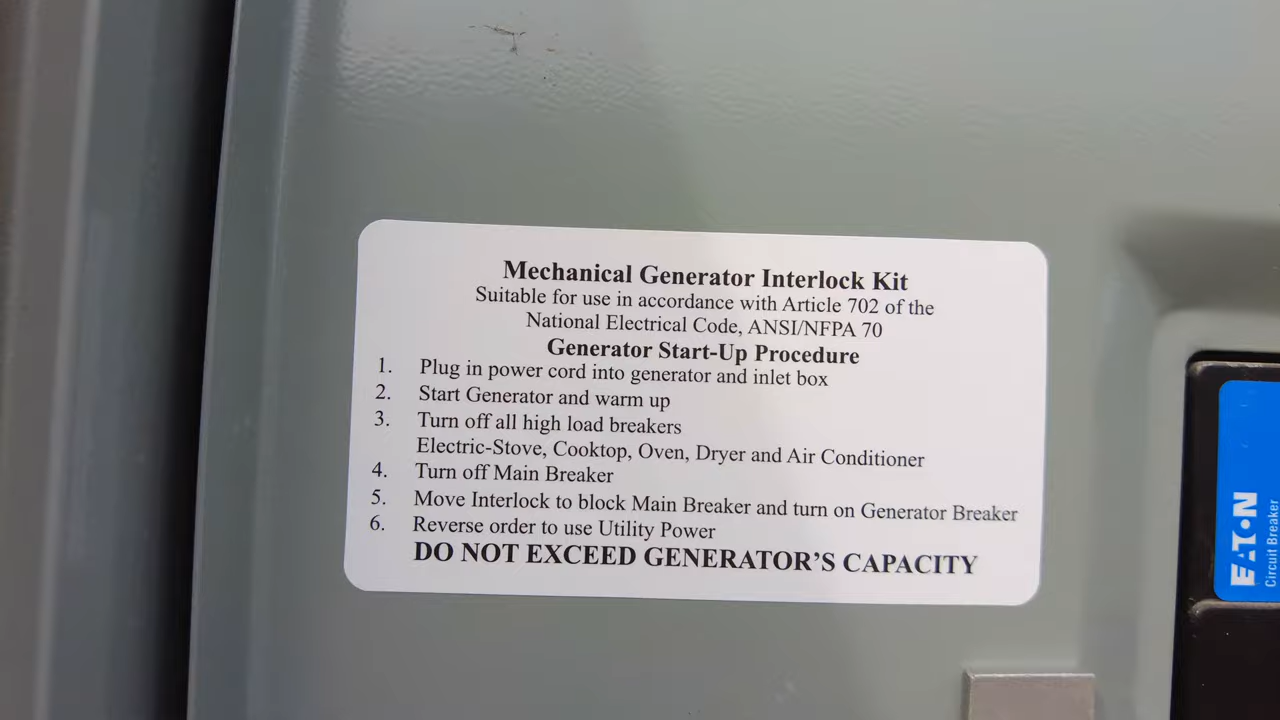 Mechanical Generator Interlock Kit
Suitable for use in accordance with Article 702 of the
National Electrical Code, ANSI/NFPA 70
Generator Start-Up Procedure
1. Plug in power cord into generator and inlet box
2. Start Generator and warm up
3. Turn off all high load breakers
Electric-Stove, Cooktop, Oven, Dryer and Air Conditioner
4. Turn off Main Breaker
5. Move Interlock to block Main Breaker and turn on Generator Breaker
6. Reverse order to use Utility Power
DO NOT EXCEED GENERATOR'S CAPACITY
EATON
Circuit Breaker